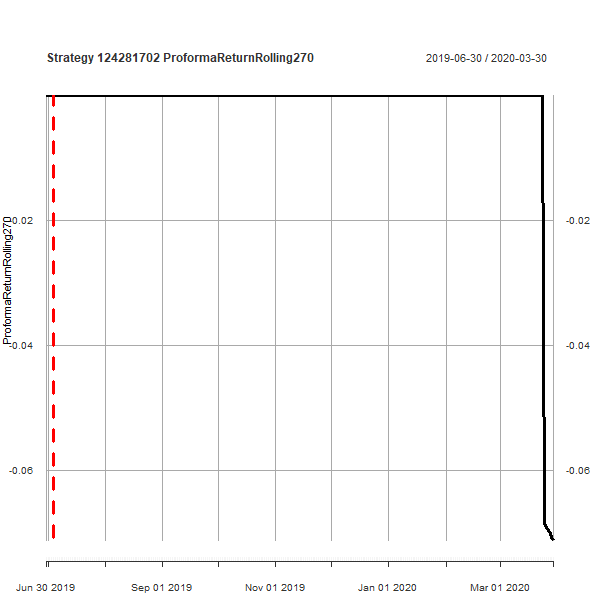 Strategy 124281702 ProformaReturnRolling270
2019-06-30 / 2020-03-30
ProformaReturnRolling270
-0.02
-0.02
-0.04
-0.04
-0.06
-0.06
Jun 30 2019
Sep 01 2019
Nov 01 2019
Jan 01 2020
Mar 01 2020